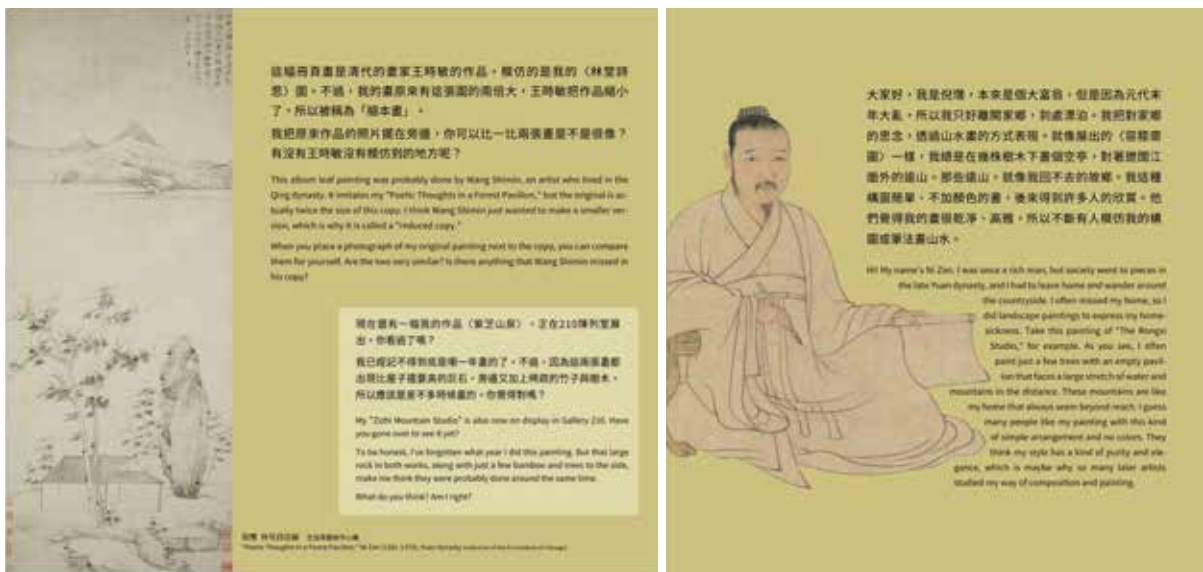 這幅冊頁畫是清代的畫家王時敏的作品,模仿的是我的〈林堂詩
思〉圖。不過,我的畫原來有這張圖的兩倍大,王時敏把作品縮小
了,所以被稱為「縮本畫」。
我把原來作品的照片擺在旁邊,你可以比一比兩張畫是不是很像?
有沒有王時敏沒有模仿到的地方呢?
This album leaf painting was probably done by Wang Shimin, an artist who lived in the
Qing dynasty. It imitates my "Poetic Thoughts in a Forest Pavilion," but the original is ac-
tually twice the size of this copy. I think Wang Shimin just wanted to make a smaller ver-
sion, which is why it is called a "reduced copy."
When you place a photograph of my original painting next to the copy, you can compare
them for yourself. Are the two very similar? Is there anything that Wang Shimin missed in
his copy?
現在還有一幅我的作品〈紫芝山房〉,正在210陳列室展
出,你看過了嗎?
我已經記不得到底是哪一年畫的了。不過,因為這兩張畫都
出現比屋子還要高的巨石,旁邊又加上稀疏的竹子與樹木,
所以應該是差不多時候畫的。你覺得對嗎?
My "Zizhi Mountain Studio" is also now on display in Gallery 210. Have
you gone over to see it yet?
To be honest, I've forgotten what year I did this painting. But that large
rock in both works, along with just a few bamboo and trees to the side,
make me think they were probably done around the same time.
What do you think? Am I right?
"Poetic Thoughts in a Forest Pavilion," Ni Zan
大家好,我是倪瓚,本來是個大富翁,但是因為元代末
年大亂,所以我只好離開家鄉,到處漂泊。我把對家鄉
的思念,透過山水畫的方式表現。就像展出的〈容膝齋
圖〉一樣,我總是在幾株樹木下畫個空亭,對著遼闊江
面外的遠山。那些遠山,就像我回不去的故鄉。我這種
構圖簡單、不加顏色的畫,後來得到許多人的欣賞。他
們覺得我的畫很乾淨、高雅,所以不斷有人模仿我的構
圖或筆法畫山水。
Hi! My name's Ni Zan. I was once a rich man, but society went to pieces in
the late Yuan dynasty, and I had to leave home and wander around
the countryside. I often missed my home, so I
did landscape paintings to express my home-
sickness. Take this painting of "The Rongxi
Studio," for example. As you see, I often
paint just a few trees with an empty pavil-
ion that faces a large stretch of water and
mountains in the distance. These mountains are like
my home that always seem beyond reach. I guess
many people like my painting with this kind
of simple arrangement and no colors. They
think my style has a kind of purity and ele-
gance, which is maybe why so many later artists
studied my way of composition and painting.